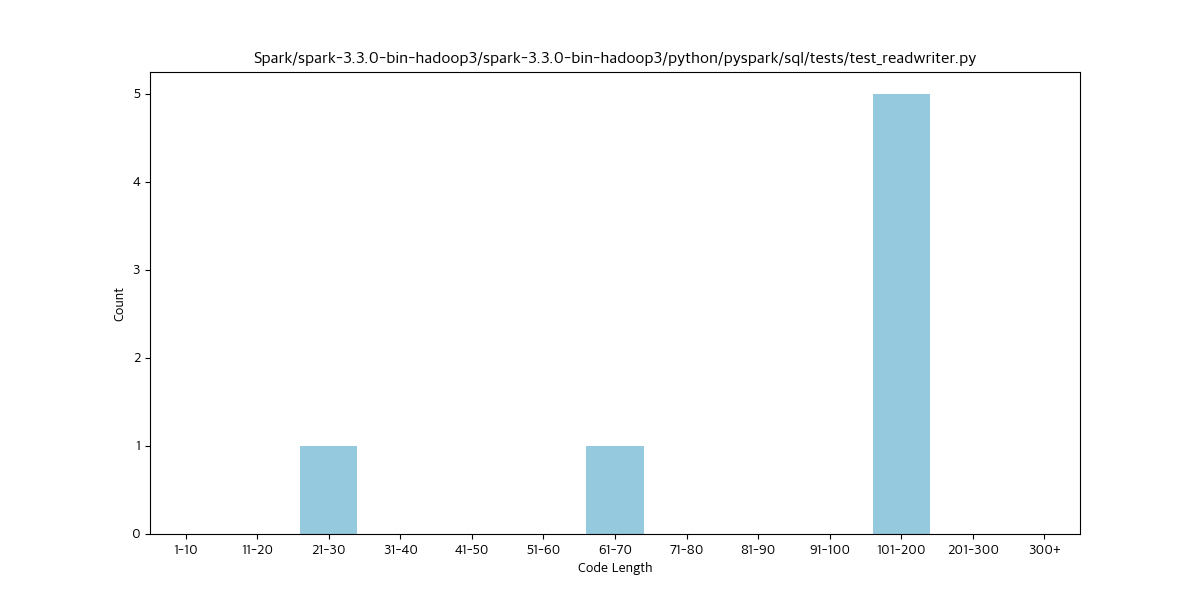 Spark/spark-3.3.0-bin-hadoop3/spark-3.3.0-bin-hadoop3/python/pyspark/sql/tests/test_readwriter.py
5
4
3
2
1
0
Count
1-10 11-20 21-30 31-40 41-50 51-60 61-70 71-80 81-90 91-100 101-200 201-300 300+
Code Length